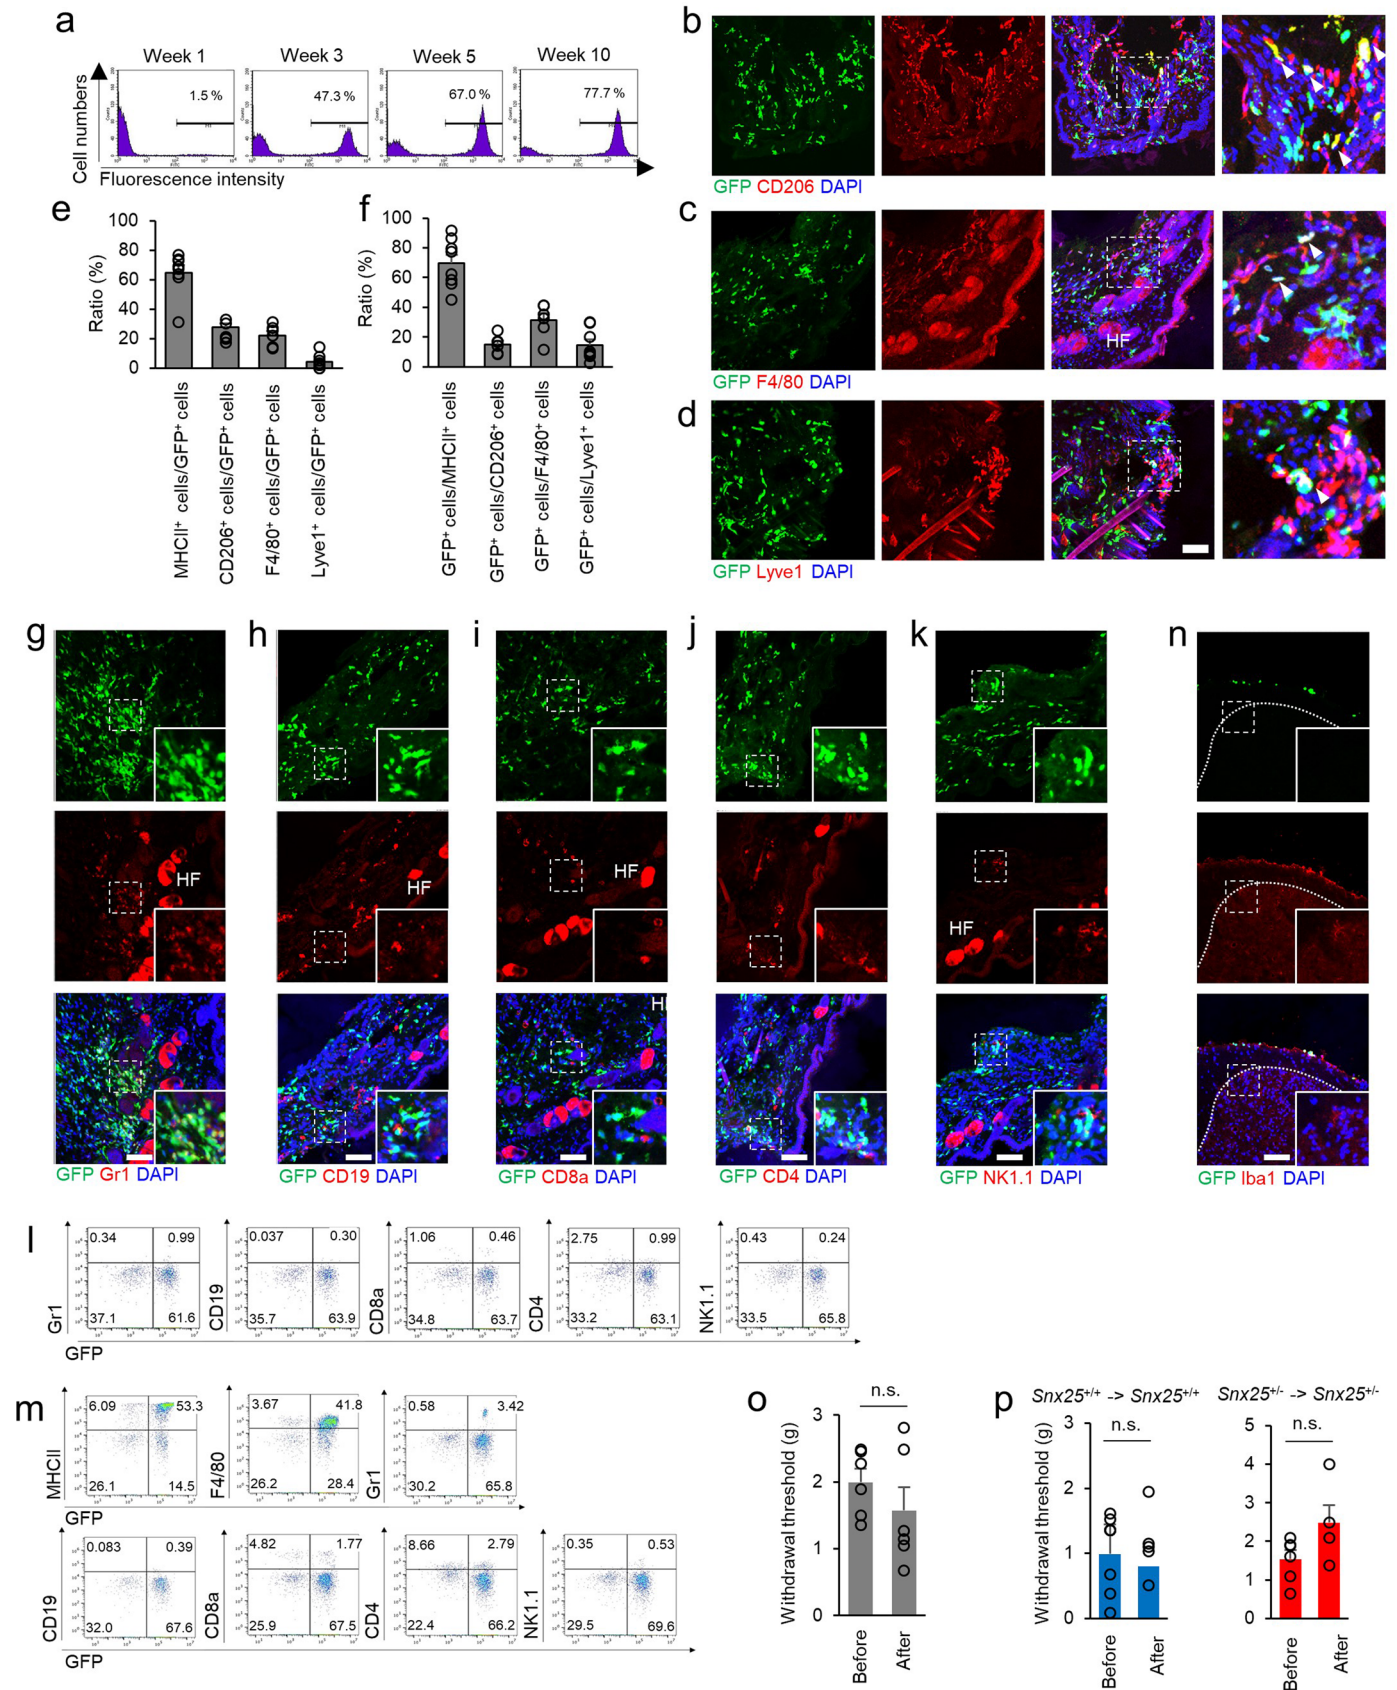 a
Week 1
Week 3
Week 5
Week 10
1.5 %
47.3 %
67.0 %
77.7 %
Cell numbers
Fluorescence intensity
b
GFP CD206 DAPI
c
HF
GFP F4/80 DAPI
d
GFP Lyve1 DAPI
e
Ratio (%)
100
80
60
40
20
0
MHCII⁺ cells/GFP⁺ cells
CD206⁺ cells/GFP⁺ cells
F4/80⁺ cells/GFP⁺ cells
Lyve1⁺ cells/GFP⁺ cells
f
Ratio (%)
100
80
60
40
20
0
GFP⁺ cells/MHCII⁺ cells
GFP⁺ cells/CD206⁺ cells
GFP⁺ cells/F4/80⁺ cells
GFP⁺ cells/Lyve1⁺ cells
g
HF
GFP Gr1 DAPI
h
HF
GFP CD19 DAPI
i
HF
GFP CD8a DAPI
j
GFP CD4 DAPI
k
HF
GFP NK1.1 DAPI
n
GFP Iba1 DAPI
l
Gr1
0.34 0.99
37.1 61.6
CD19
0.037 0.30
35.7 63.9
CD8a
1.06 0.46
34.8 63.7
CD4
2.75 0.99
33.2 63.1
NK1.1
0.43 0.24
33.5 65.8
GFP
m
MHCII
6.09 53.3
26.1 14.5
F4/80
3.67 41.8
26.2 28.4
Gr1
0.58 3.42
30.2 65.8
GFP
CD19
0.083 0.39
32.0 67.6
CD8a
4.82 1.77
25.9 67.5
CD4
8.66 2.79
22.4 66.2
NK1.1
0.35 0.53
29.5 69.6
GFP
o
n.s.
Withdrawal threshold (g)
3
2
1
0
Before
After
p
Snx25⁺/⁺ -> Snx25⁺/⁺
n.s.
Withdrawal threshold (g)
3
2
1
0
Before
After
Snx25⁺/⁻ -> Snx25⁺/⁻
n.s.
5
4
3
2
1
0
Before
After